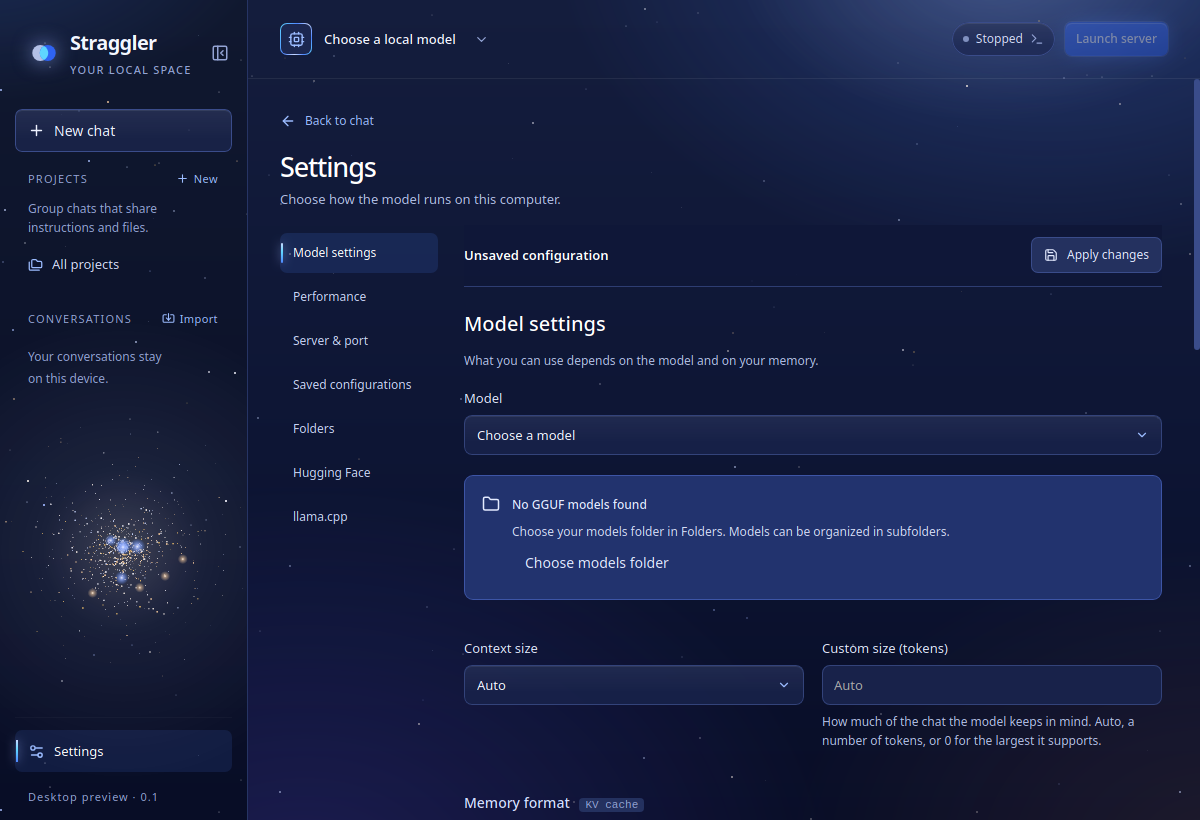 Straggler
YOUR LOCAL SPACE
New chat
PROJECTS
New
Group chats that share
instructions and files.
All projects
CONVERSATIONS
Import
Your conversations stay
on this device.
Settings
Desktop preview · 0.1
Choose a local model
Stopped
Launch server
Back to chat
Settings
Choose how the model runs on this computer.
Model settings
Performance
Server & port
Saved configurations
Folders
Hugging Face
llama.cpp
Unsaved configuration
Apply changes
Model settings
What you can use depends on the model and on your memory.
Model
Choose a model
No GGUF models found
Choose your models folder in Folders. Models can be organized in subfolders.
Choose models folder
Context size
Auto
Custom size (tokens)
Auto
How much of the chat the model keeps in mind. Auto, a
number of tokens, or 0 for the largest it supports.
Memory format KV cache